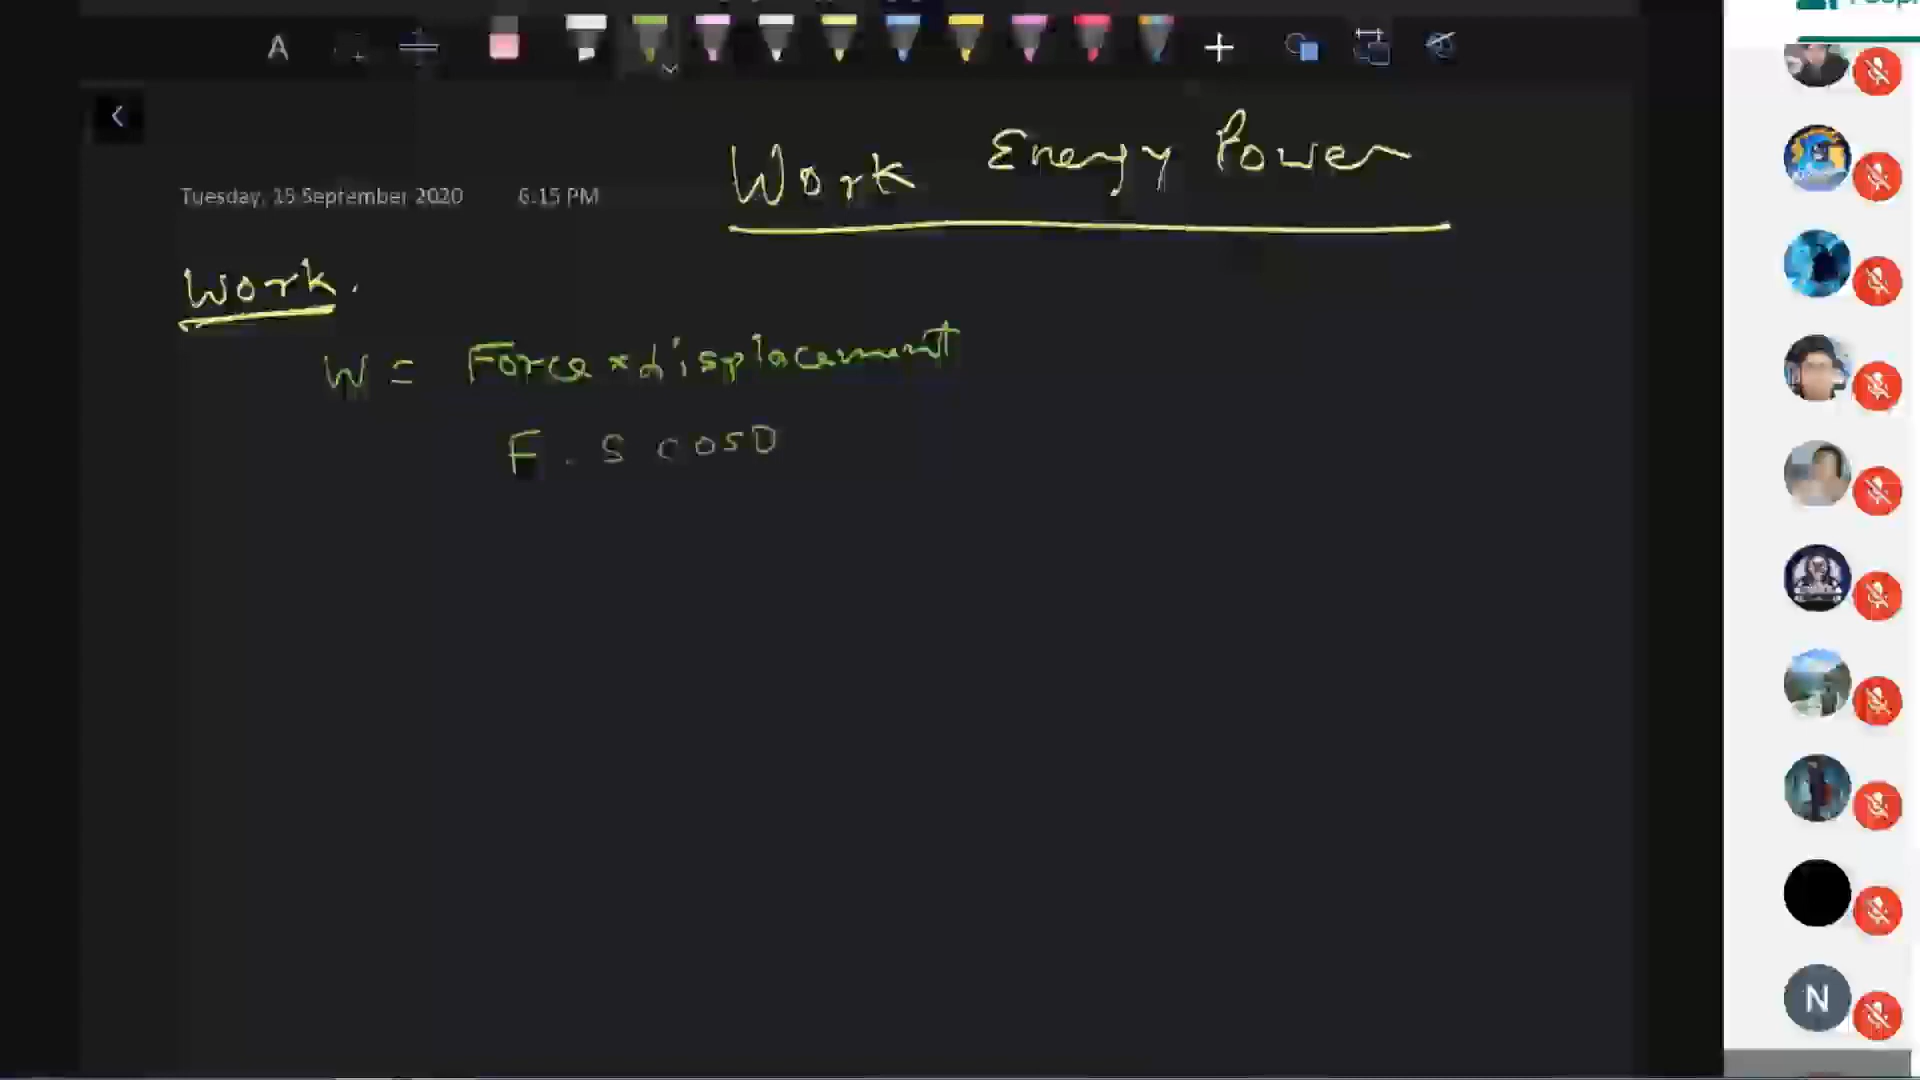 A
Work Energy Power
Tuesday, 15 September 2020 6:15 PM
Work.
W = Force × displacement
F . s cosθ
N